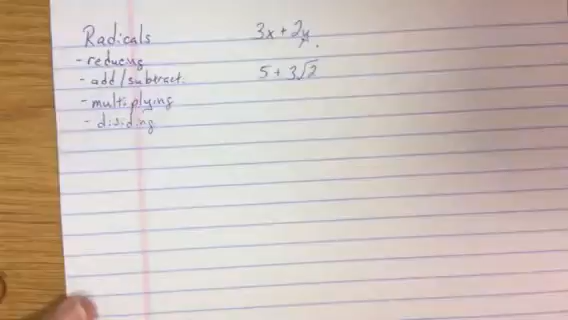 Radicals
- reducing
- add/subtract.
- multiplying
- dividing
3x + 2y
5 + 3√2